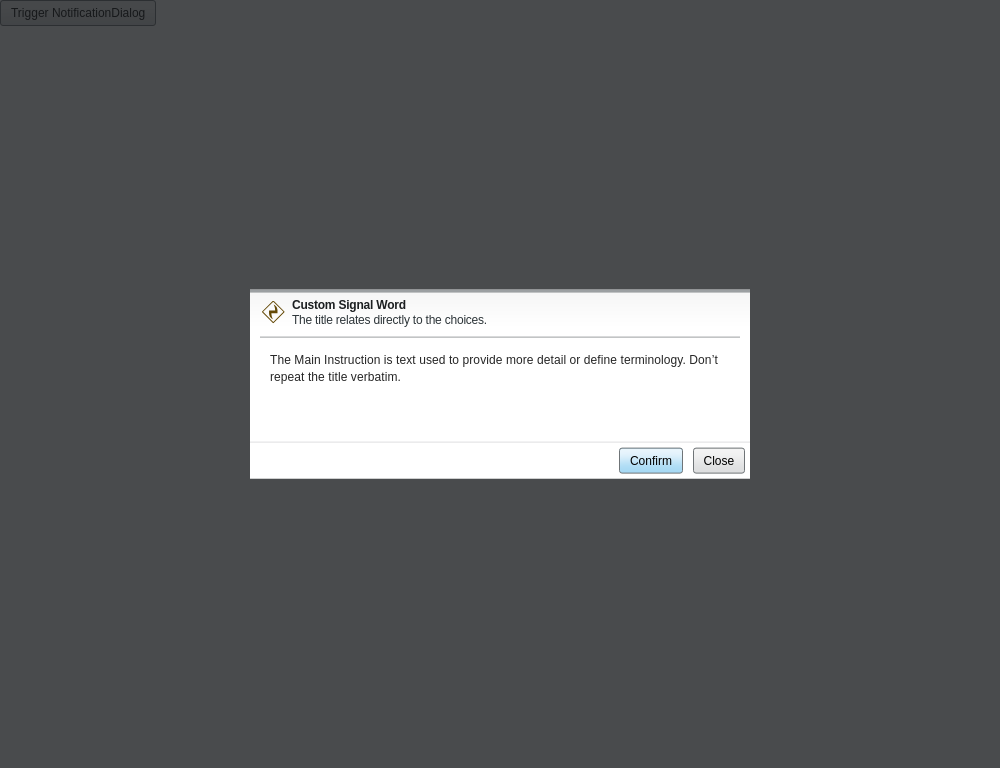 Trigger NotificationDialog
Custom Signal Word
The title relates directly to the choices.
The Main Instruction is text used to provide more detail or define terminology. Don’t
repeat the title verbatim.
Confirm
Close